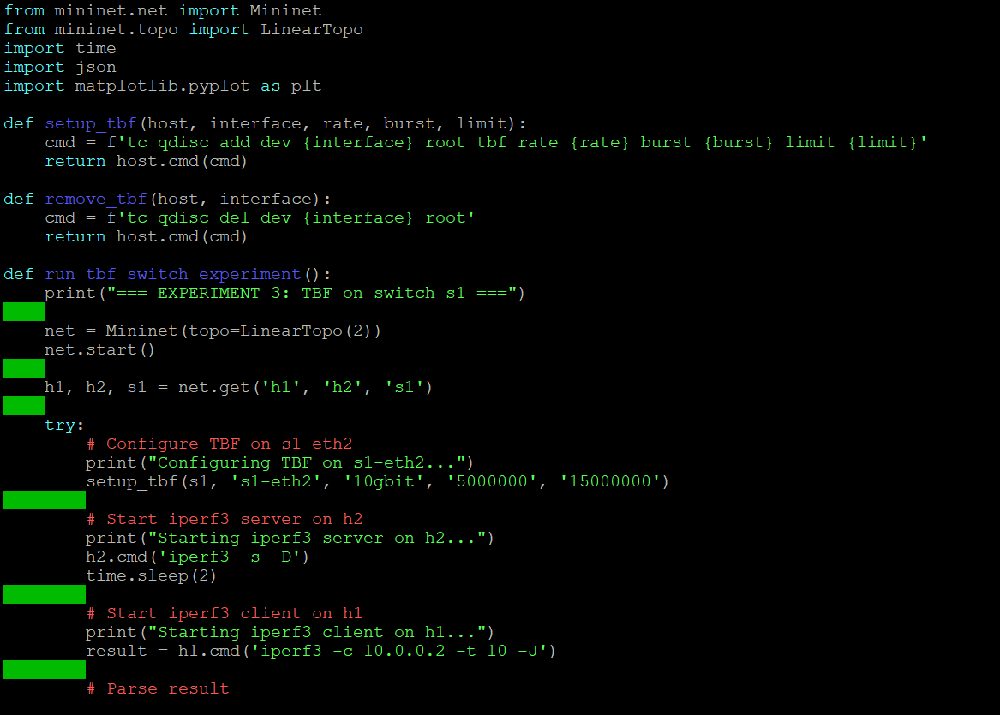 from mininet.net import Mininet
from mininet.topo import LinearTopo
import time
import json
import matplotlib.pyplot as plt
def setup_tbf(host, interface, rate, burst, limit):
    cmd = f'tc qdisc add dev {interface} root tbf rate {rate} burst {burst} limit {limit}'
    return host.cmd(cmd)
def remove_tbf(host, interface):
    cmd = f'tc qdisc del dev {interface} root'
    return host.cmd(cmd)
def run_tbf_switch_experiment():
    print("=== EXPERIMENT 3: TBF on switch s1 ===")
    net = Mininet(topo=LinearTopo(2))
    net.start()
    h1, h2, s1 = net.get('h1', 'h2', 's1')
    try:
        # Configure TBF on s1-eth2
        print("Configuring TBF on s1-eth2...")
        setup_tbf(s1, 's1-eth2', '10gbit', '5000000', '15000000')
        # Start iperf3 server on h2
        print("Starting iperf3 server on h2...")
        h2.cmd('iperf3 -s -D')
        time.sleep(2)
        # Start iperf3 client on h1
        print("Starting iperf3 client on h1...")
        result = h1.cmd('iperf3 -c 10.0.0.2 -t 10 -J')
        # Parse result